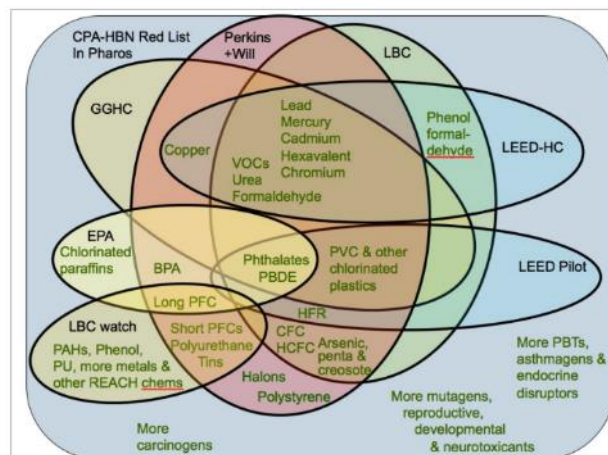 CPA-HBN Red List
In Pharos
Perkins
+Will
LBC
GGHC
Lead
Mercury
Cadmium
Hexavalent
Chromium
Copper
VOCs
Urea
Formaldehyde
Phenol
formal-
dehyde
LEED-HC
EPA
Chlorinated
paraffins
BPA
Phthalates
PBDE
PVC & other
chlorinated
plastics
LEED Pilot
Long PFC
HFR
LBC watch
PAHs, Phenol,
PU, more metals &
other REACH chems
Short PFCs
Polyurethane
Tins
CFC
HCFC
Arsenic,
penta &
creosote
Halons
Polystyrene
More PBTs,
asthmagens &
endocrine
disruptors
More mutagens,
reproductive,
developmental
& neurotoxicants
More
carcinogens